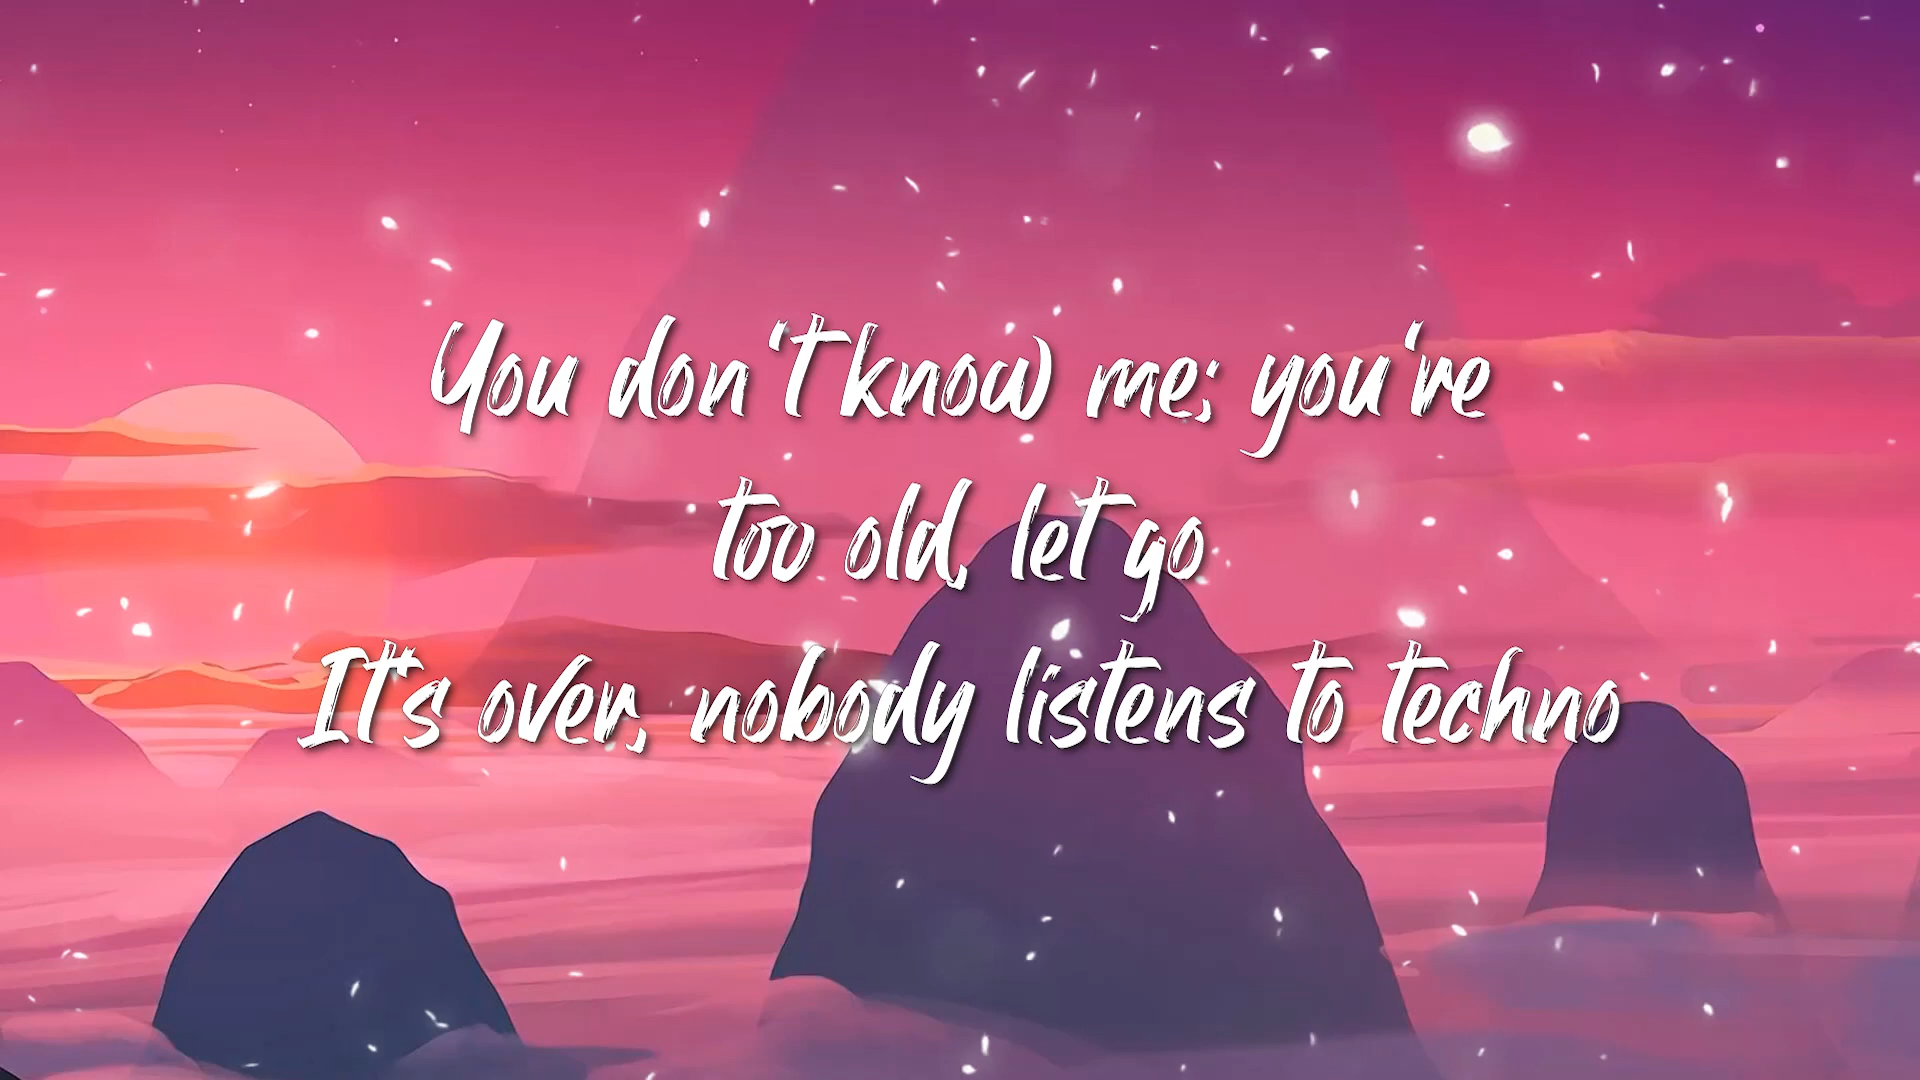 You don't know me; you're
too old, let go
It's over, nobody listens to techno